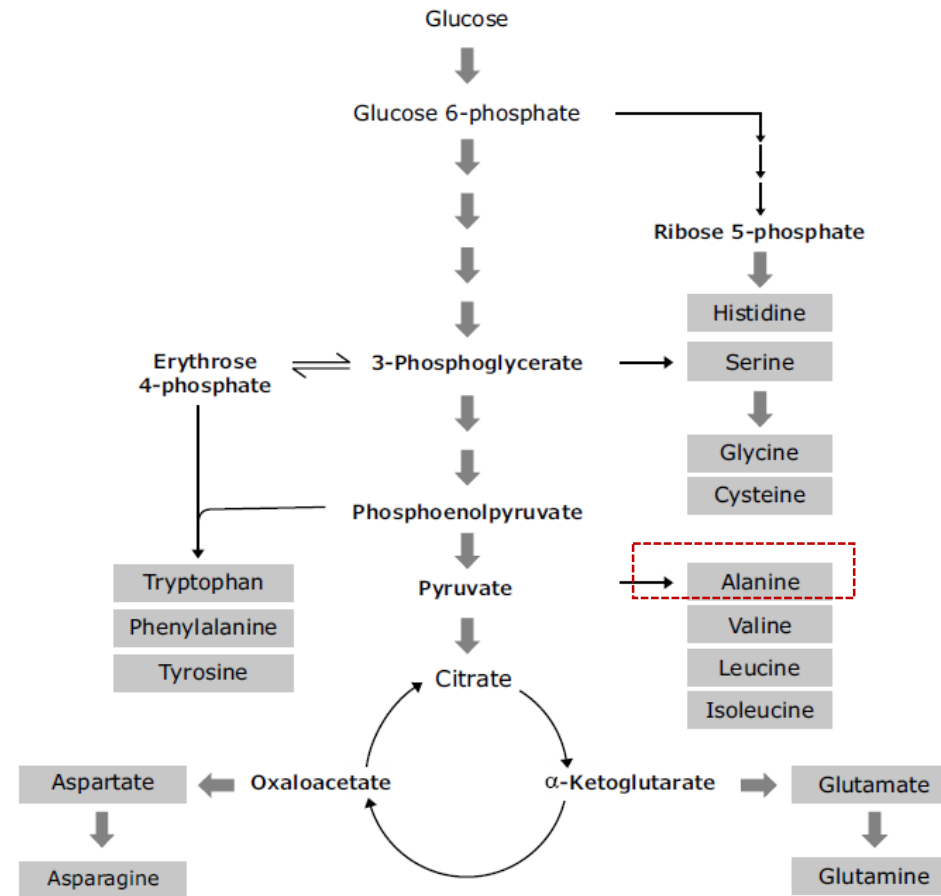 Glucose
Glucose 6-phosphate
Ribose 5-phosphate
Histidine
Erythrose
4-phosphate
3-Phosphoglycerate
Serine
Glycine
Cysteine
Phosphoenolpyruvate
Tryptophan
Phenylalanine
Tyrosine
Pyruvate
Alanine
Valine
Leucine
Isoleucine
Citrate
Aspartate
Oxaloacetate
α-Ketoglutarate
Glutamate
Asparagine
Glutamine